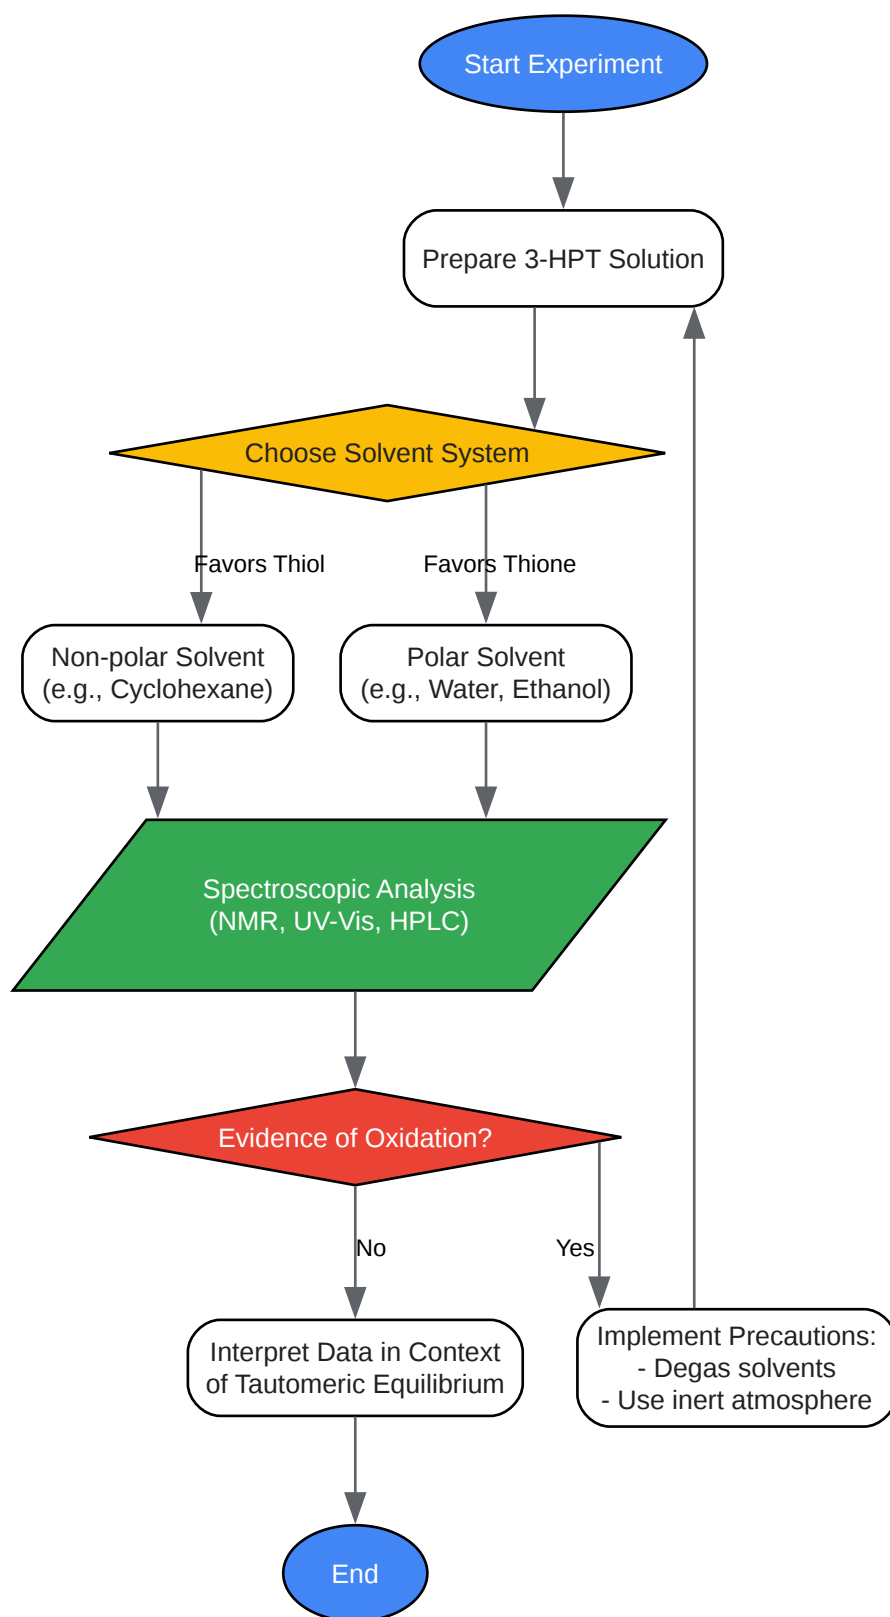 Start Experiment
Prepare 3-HPT Solution
Choose Solvent System
Favors Thiol
Favors Thione
Non-polar Solvent
(e.g., Cyclohexane)
Polar Solvent
(e.g., Water, Ethanol)
Spectroscopic Analysis
(NMR, UV-Vis, HPLC)
Evidence of Oxidation?
No
Yes
Interpret Data in Context
of Tautomeric Equilibrium
Implement Precautions:
- Degas solvents
- Use inert atmosphere
End